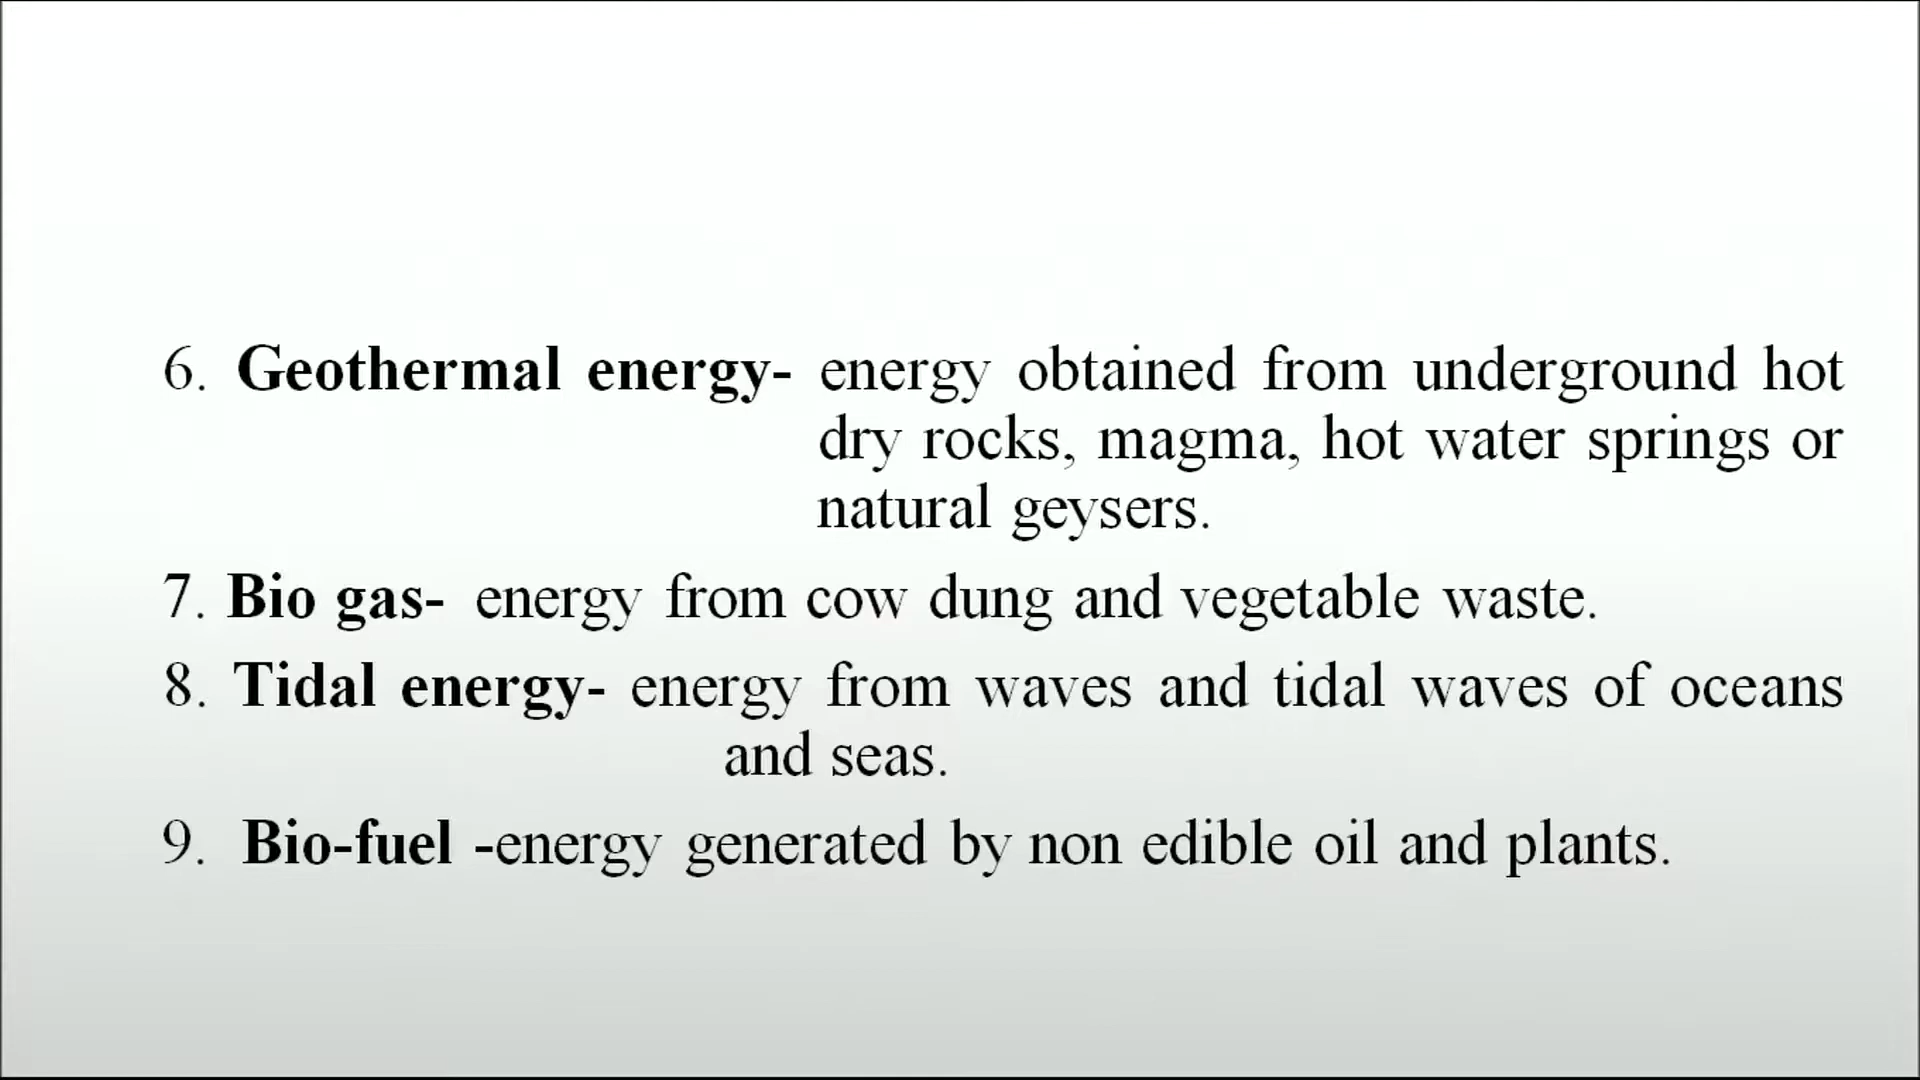 6. Geothermal energy- energy obtained from underground hot
dry rocks, magma, hot water springs or
natural geysers.
7. Bio gas- energy from cow dung and vegetable waste.
8. Tidal energy- energy from waves and tidal waves of oceans
and seas.
9. Bio-fuel -energy generated by non edible oil and plants.